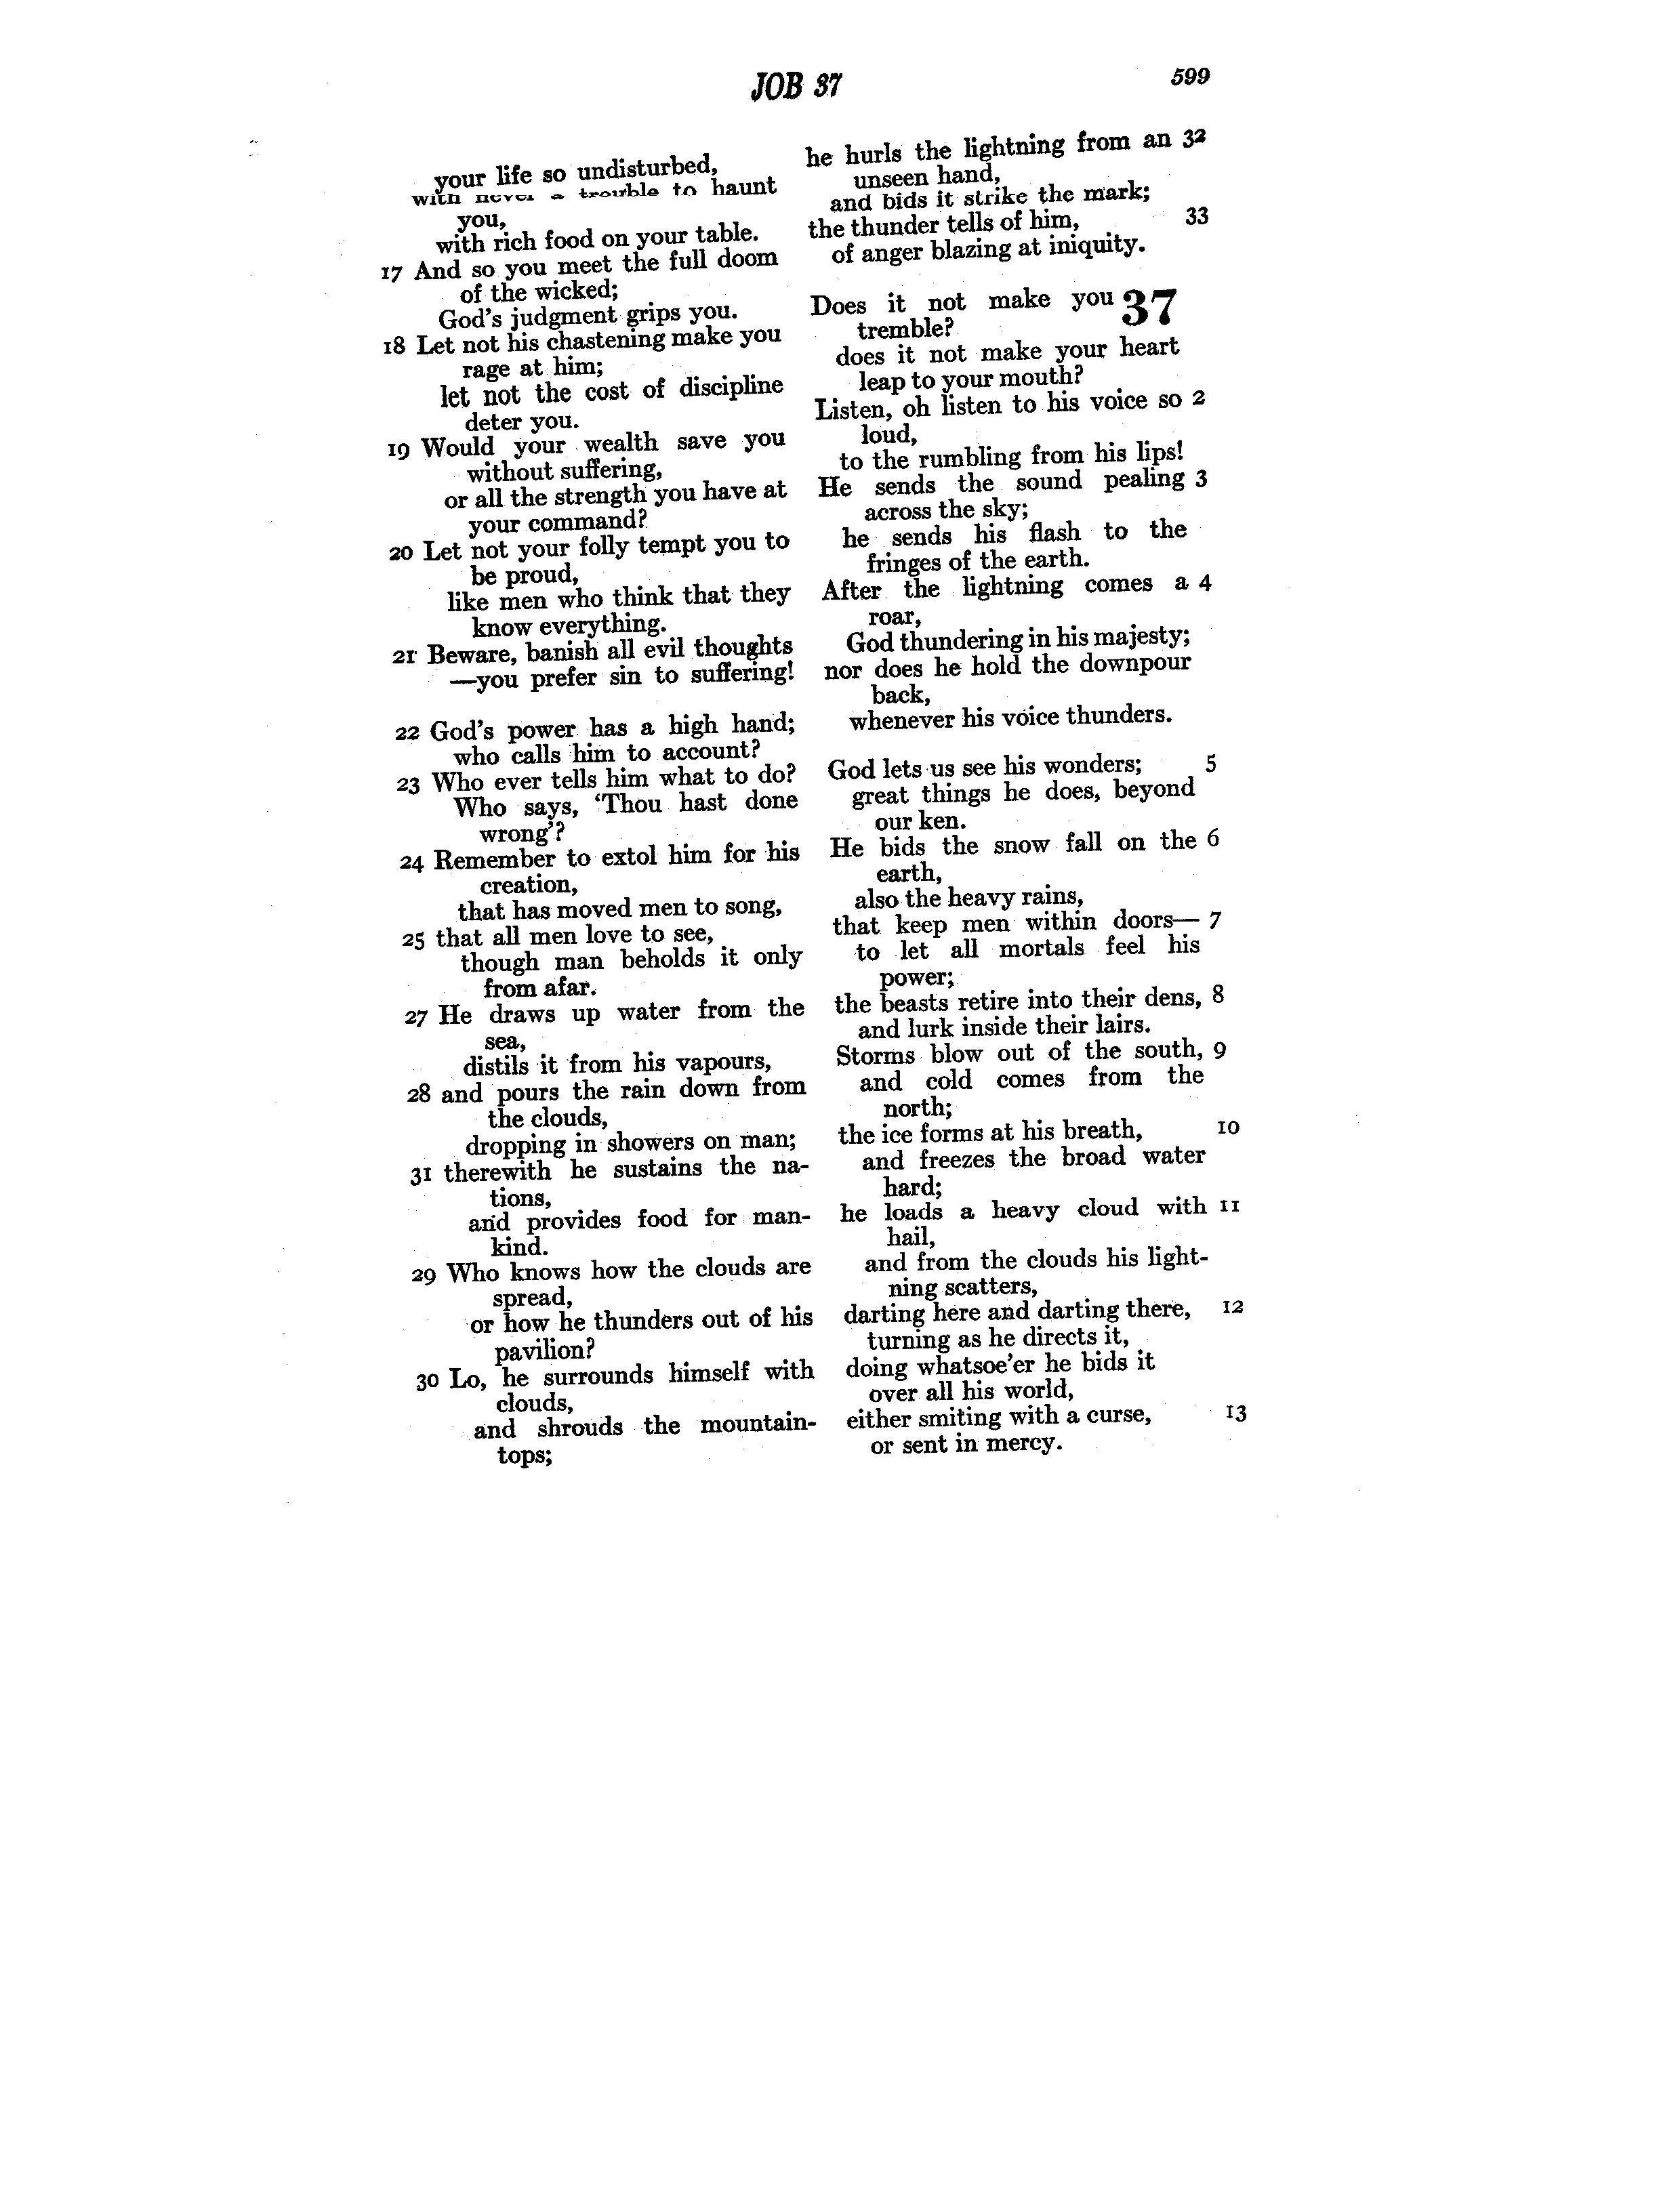 JOB 37
599
your life so undisturbed,
with never a trouble to haunt
you,
with rich food on your table.
17 And so you meet the full doom
of the wicked;
God's judgment grips you.
18 Let not his chastening make you
rage at him;
let not the cost of discipline
deter you.
19 Would your wealth save you
without suffering,
or all the strength you have at
your command?
20 Let not your folly tempt you to
be proud,
like men who think that they
know everything.
21 Beware, banish all evil thoughts
—you prefer sin to suffering!
22 God's power has a high hand;
who calls him to account?
23 Who ever tells him what to do?
Who says, ‘Thou hast done
wrong’?
24 Remember to extol him for his
creation,
that has moved men to song,
25 that all men love to see,
though man beholds it only
from afar.
27 He draws up water from the
sea,
distils it from his vapours,
28 and pours the rain down from
the clouds,
dropping in showers on man;
31 therewith he sustains the na-
tions,
and provides food for man-
kind.
29 Who knows how the clouds are
spread,
or how he thunders out of his
pavilion?
30 Lo, he surrounds himself with
clouds,
and shrouds the mountain-
tops;
he hurls the lightning from an 32
unseen hand,
and bids it strike the mark;
the thunder tells of him, 33
of anger blazing at iniquity.
Does it not make you 37
tremble?
does it not make your heart
leap to your mouth?
Listen, oh listen to his voice so 2
loud,
to the rumbling from his lips!
He sends the sound pealing 3
across the sky;
he sends his flash to the
fringes of the earth.
After the lightning comes a 4
roar,
God thundering in his majesty;
nor does he hold the downpour
back,
whenever his voice thunders.
God lets us see his wonders; 5
great things he does, beyond
our ken.
He bids the snow fall on the 6
earth,
also the heavy rains,
that keep men within doors— 7
to let all mortals feel his
power;
the beasts retire into their dens, 8
and lurk inside their lairs.
Storms blow out of the south, 9
and cold comes from the
north;
the ice forms at his breath, 10
and freezes the broad water
hard;
he loads a heavy cloud with 11
hail,
and from the clouds his light-
ning scatters,
darting here and darting there, 12
turning as he directs it,
doing whatsoe'er he bids it
over all his world,
either smiting with a curse, 13
or sent in mercy.